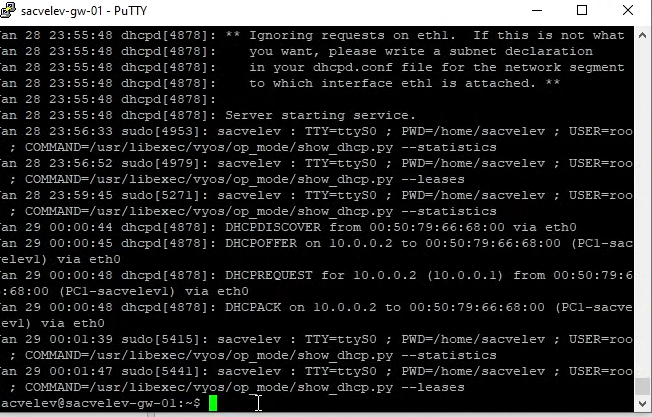 sacvelev-gw-01 - PuTTY
an 28 23:55:48 dhcpd[4878]: ** Ignoring requests on eth1.  If this is not what
an 28 23:55:48 dhcpd[4878]:    you want, please write a subnet declaration
an 28 23:55:48 dhcpd[4878]:    in your dhcpd.conf file for the network segment
an 28 23:55:48 dhcpd[4878]:    to which interface eth1 is attached. **
an 28 23:55:48 dhcpd[4878]:
an 28 23:55:48 dhcpd[4878]: Server starting service.
an 28 23:56:33 sudo[4953]: sacvelev : TTY=ttyS0 ; PWD=/home/sacvelev ; USER=roo
; COMMAND=/usr/libexec/vyos/op_mode/show_dhcp.py --statistics
an 28 23:56:52 sudo[4979]: sacvelev : TTY=ttyS0 ; PWD=/home/sacvelev ; USER=roo
; COMMAND=/usr/libexec/vyos/op_mode/show_dhcp.py --leases
an 28 23:59:45 sudo[5271]: sacvelev : TTY=ttyS0 ; PWD=/home/sacvelev ; USER=roo
; COMMAND=/usr/libexec/vyos/op_mode/show_dhcp.py --statistics
an 29 00:00:44 dhcpd[4878]: DHCPDISCOVER from 00:50:79:66:68:00 via eth0
an 29 00:00:45 dhcpd[4878]: DHCPOFFER on 10.0.0.2 to 00:50:79:66:68:00 (PC1-sac
velev1) via eth0
an 29 00:00:48 dhcpd[4878]: DHCPREQUEST for 10.0.0.2 (10.0.0.1) from 00:50:79:6
:68:00 (PC1-sacvelev1) via eth0
an 29 00:00:48 dhcpd[4878]: DHCPACK on 10.0.0.2 to 00:50:79:66:68:00 (PC1-sacve
lev1) via eth0
an 29 00:01:39 sudo[5415]: sacvelev : TTY=ttyS0 ; PWD=/home/sacvelev ; USER=roo
; COMMAND=/usr/libexec/vyos/op_mode/show_dhcp.py --statistics
an 29 00:01:47 sudo[5441]: sacvelev : TTY=ttyS0 ; PWD=/home/sacvelev ; USER=roo
; COMMAND=/usr/libexec/vyos/op_mode/show_dhcp.py --leases
sacvelev@sacvelev-gw-01:~$